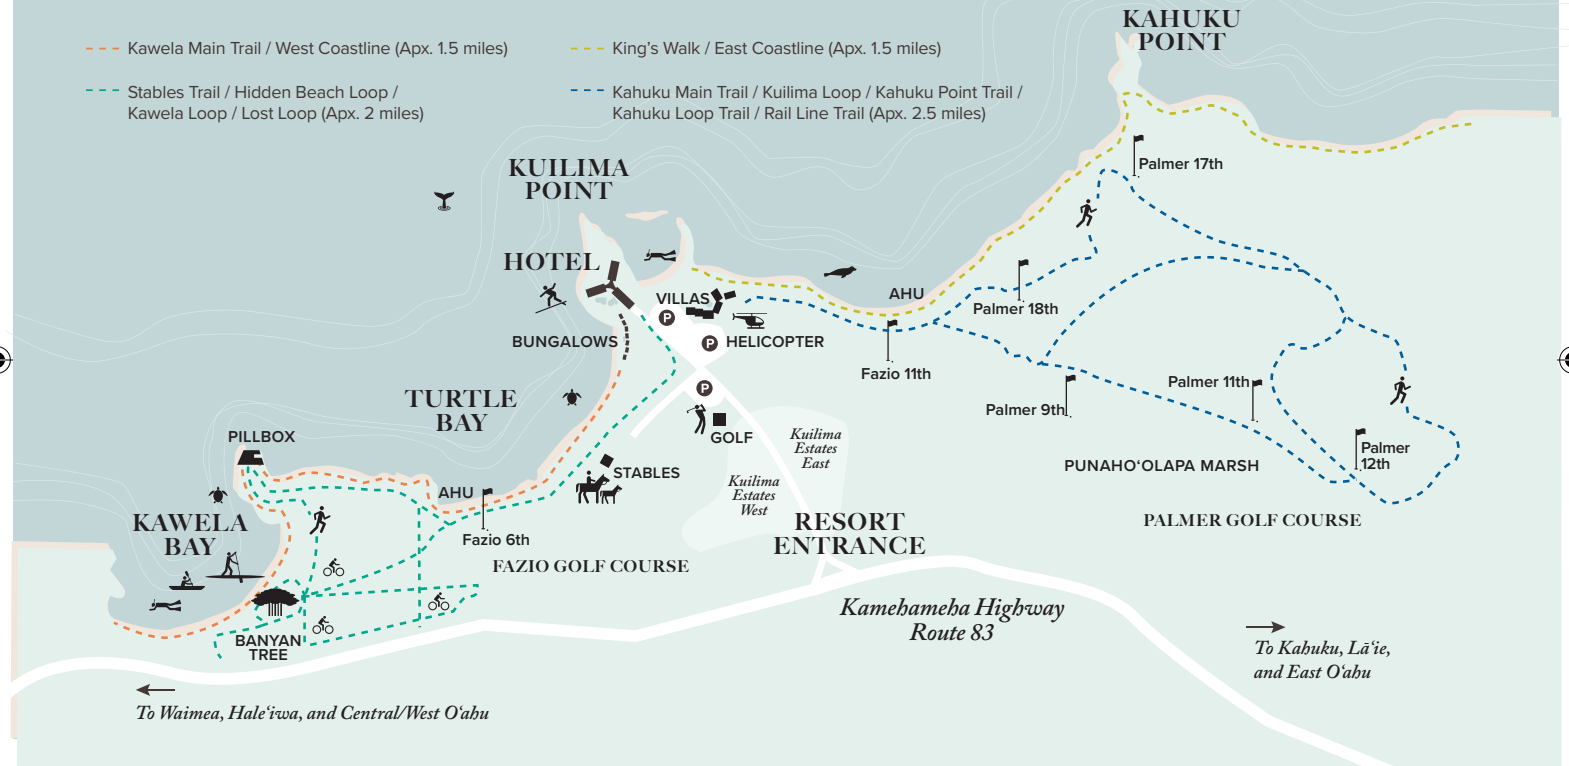 Kawela Main Trail / West Coastline (Apx. 1.5 miles)
Stables Trail / Hidden Beach Loop /
Kawela Loop / Lost Loop (Apx. 2 miles)
King’s Walk / East Coastline (Apx. 1.5 miles)
Kahuku Main Trail / Kuilima Loop / Kahuku Point Trail /
Kahuku Loop Trail / Rail Line Trail (Apx. 2.5 miles)
KAHUKU
POINT
Palmer 17th
KUILIMA
POINT
HOTEL
VILLAS
P
AHU
Palmer 18th
BUNGALOWS
P
HELICOPTER
Fazio 11th
Palmer 11th
P
Palmer 9th
TURTLE
BAY
PILLBOX
GOLF
Kuilima
Estates
East
Palmer
12th
PUNAHO‘OLAPA MARSH
STABLES
Kuilima
Estates
West
AHU
KAWELA
BAY
Fazio 6th
RESORT
ENTRANCE
PALMER GOLF COURSE
FAZIO GOLF COURSE
BANYAN
TREE
Kamehameha Highway
Route 83
To Kahuku, Lā‘ie,
and East O‘ahu
To Waimea, Hale‘iwa, and Central/West O‘ahu